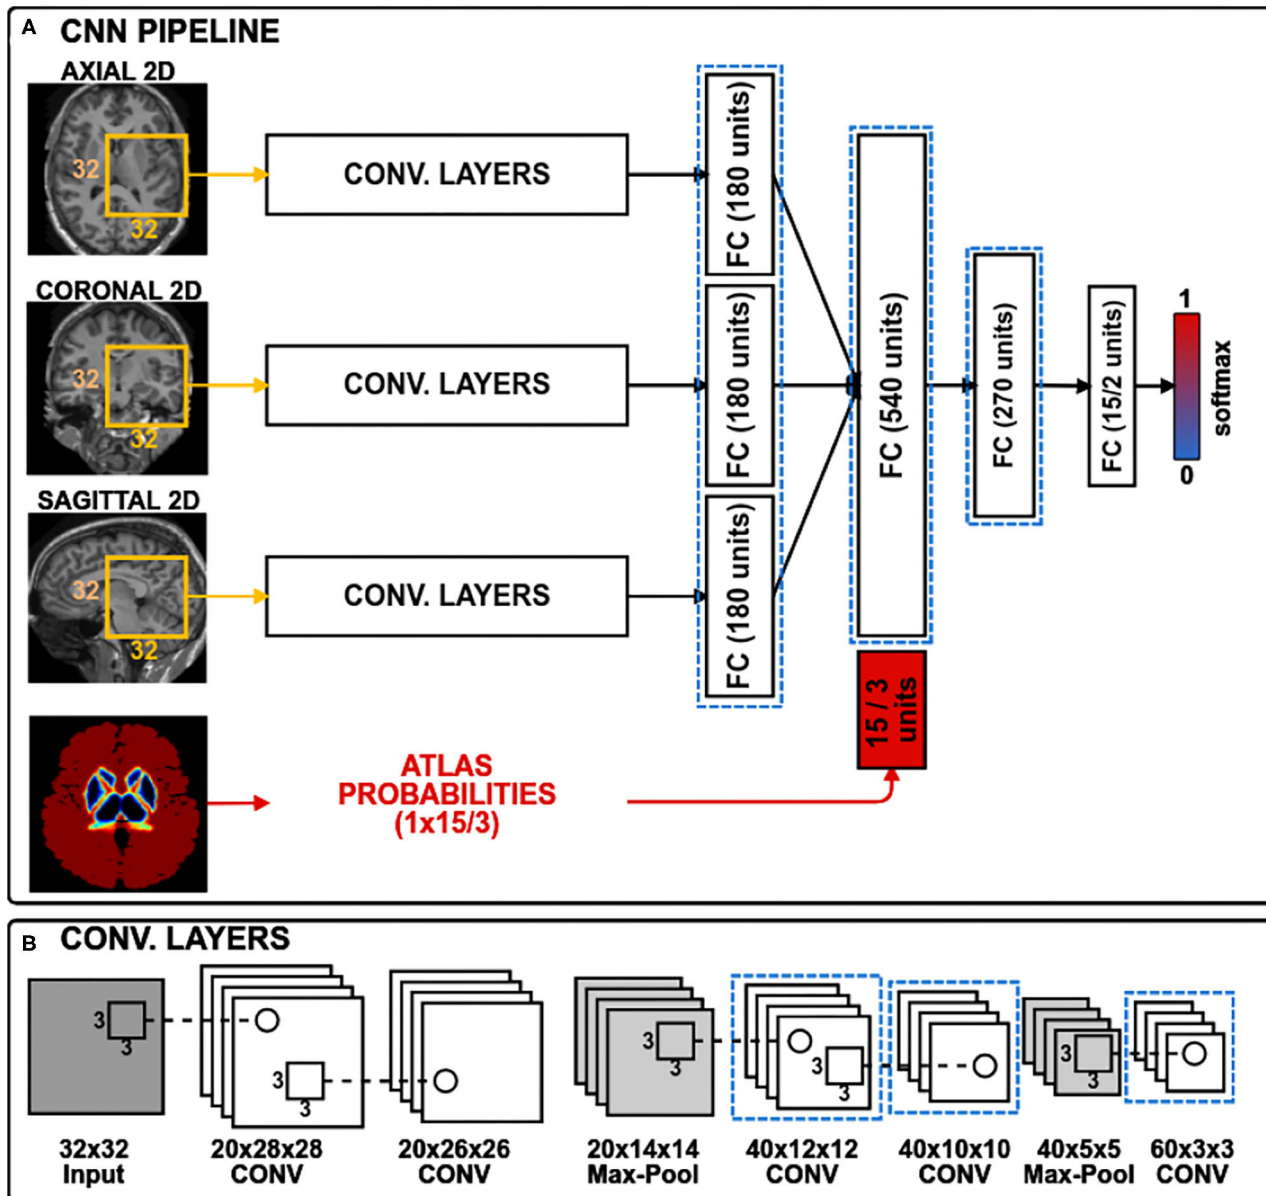 A CNN PIPELINE
AXIAL 2D
32
32
CONV. LAYERS
FC (180 units)
CORONAL 2D
32
32
CONV. LAYERS
FC (180 units)
SAGITTAL 2D
32
32
CONV. LAYERS
FC (180 units)
FC (540 units)
15 / 3
units
FC (270 units)
FC (15/2 units)
1
softmax
0
ATLAS
PROBABILITIES
(1x15/3)
B CONV. LAYERS
3
3
3
3
3
3
3
3
3
3
32x32
Input
20x28x28
CONV
20x26x26
CONV
20x14x14
Max-Pool
40x12x12
CONV
40x10x10
CONV
40x5x5
Max-Pool
60x3x3
CONV